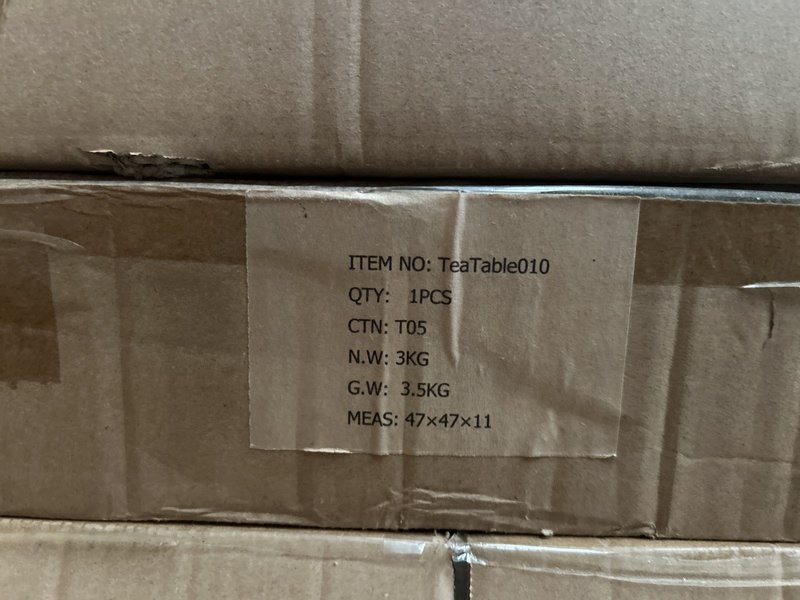 ITEM NO: TeaTable010
QTY: 1PCS
CTN: T05
N.W: 3KG
G.W: 3.5KG
MEAS: 47×47×11